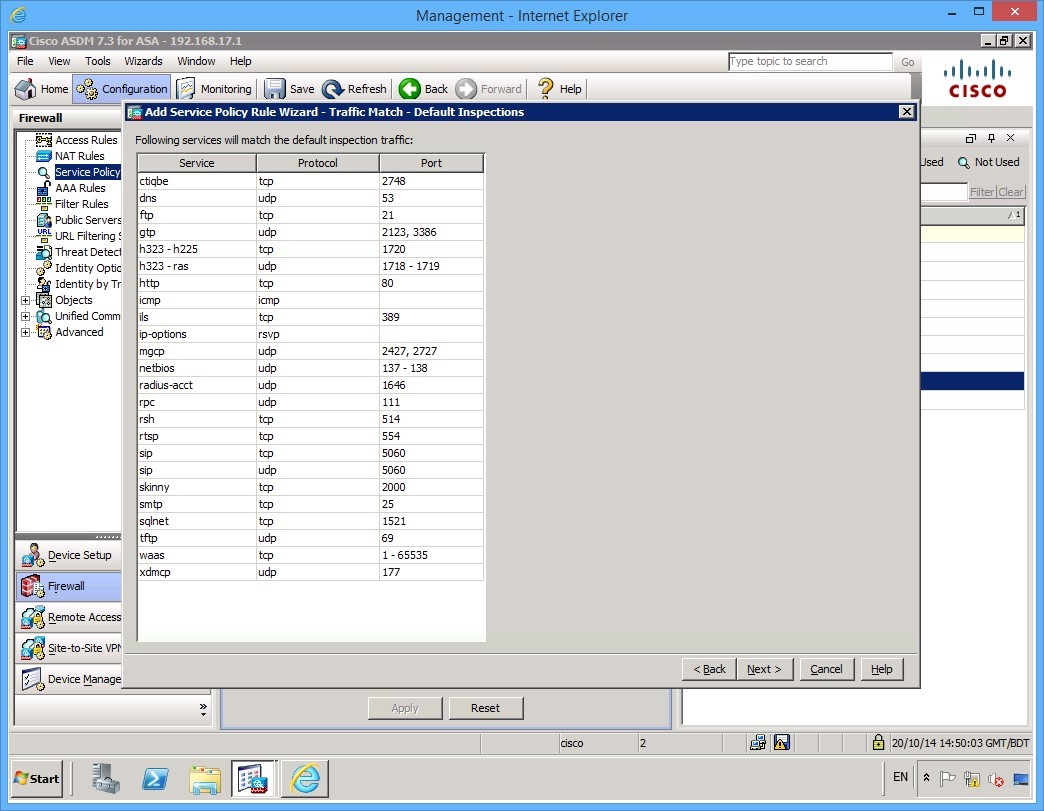 Management - Internet Explorer
Cisco ASDM 7.3 for ASA - 192.168.17.1
File View Tools Wizards Window Help
Type topic to search Go
Home Configuration Monitoring Save Refresh Back Forward Help
CISCO
Firewall
Access Rules
NAT Rules
Service Policy
AAA Rules
Filter Rules
Public Servers
URL Filtering
Threat Detect
Identity Optio
Identity by Tr
Objects
Unified Comm
Advanced
Device Setup
Firewall
Remote Access
Site-to-Site VPN
Device Manage
Add Service Policy Rule Wizard - Traffic Match - Default Inspections
Following services will match the default inspection traffic:
Service Protocol Port
ctiqbe tcp 2748
dns udp 53
ftp tcp 21
gtp udp 2123, 3386
h323 - h225 tcp 1720
h323 - ras udp 1718 - 1719
http tcp 80
icmp icmp
ils tcp 389
ip-options rsvp
mgcp udp 2427, 2727
netbios udp 137 - 138
radius-acct udp 1646
rpc udp 111
rsh tcp 514
rtsp tcp 554
sip tcp 5060
sip udp 5060
skinny tcp 2000
smtp tcp 25
sqlnet tcp 1521
tftp udp 69
waas tcp 1 - 65535
xdmcp udp 177
< Back Next > Cancel Help
Used Not Used
Filter Clear
1
Apply Reset
cisco 2 20/10/14 14:50:03 GMT/BDT
Start EN